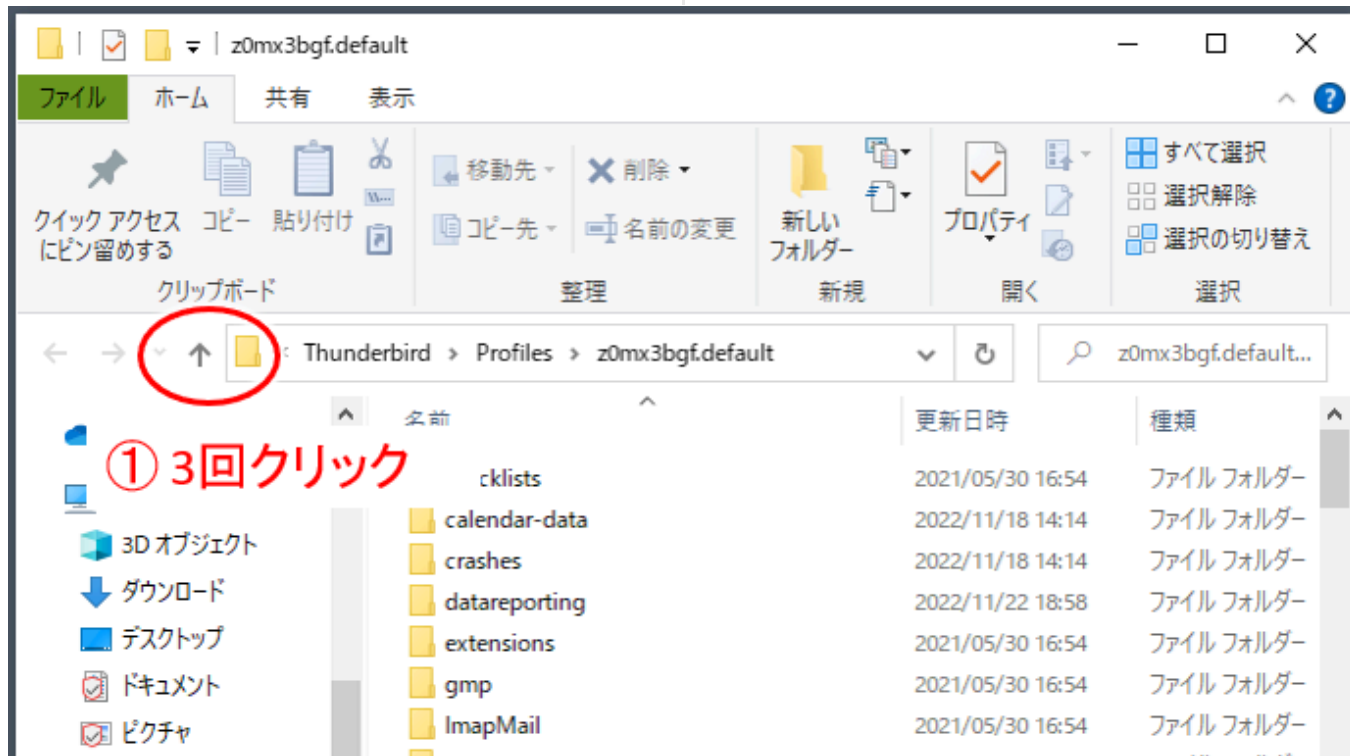 z0mx3bgf.default
ファイル ホーム 共有 表示
クイック アクセス
にピン留めする
コピー
貼り付け
移動先
コピー先
削除
名前の変更
新しい
フォルダー
プロパティ
すべて選択
選択解除
選択の切り替え
クリップボード 整理 新規 開く 選択
Thunderbird > Profiles > z0mx3bgf.default
z0mx3bgf.default...
① 3回クリック
名前 更新日時 種類
3D オブジェクト
ダウンロード
デスクトップ
ドキュメント
ピクチャ
cklists 2021/05/30 16:54 ファイル フォルダー
calendar-data 2022/11/18 14:14 ファイル フォルダー
crashes 2022/11/18 14:14 ファイル フォルダー
datareporting 2022/11/22 18:58 ファイル フォルダー
extensions 2021/05/30 16:54 ファイル フォルダー
gmp 2021/05/30 16:54 ファイル フォルダー
ImapMail 2021/05/30 16:54 ファイル フォルダー